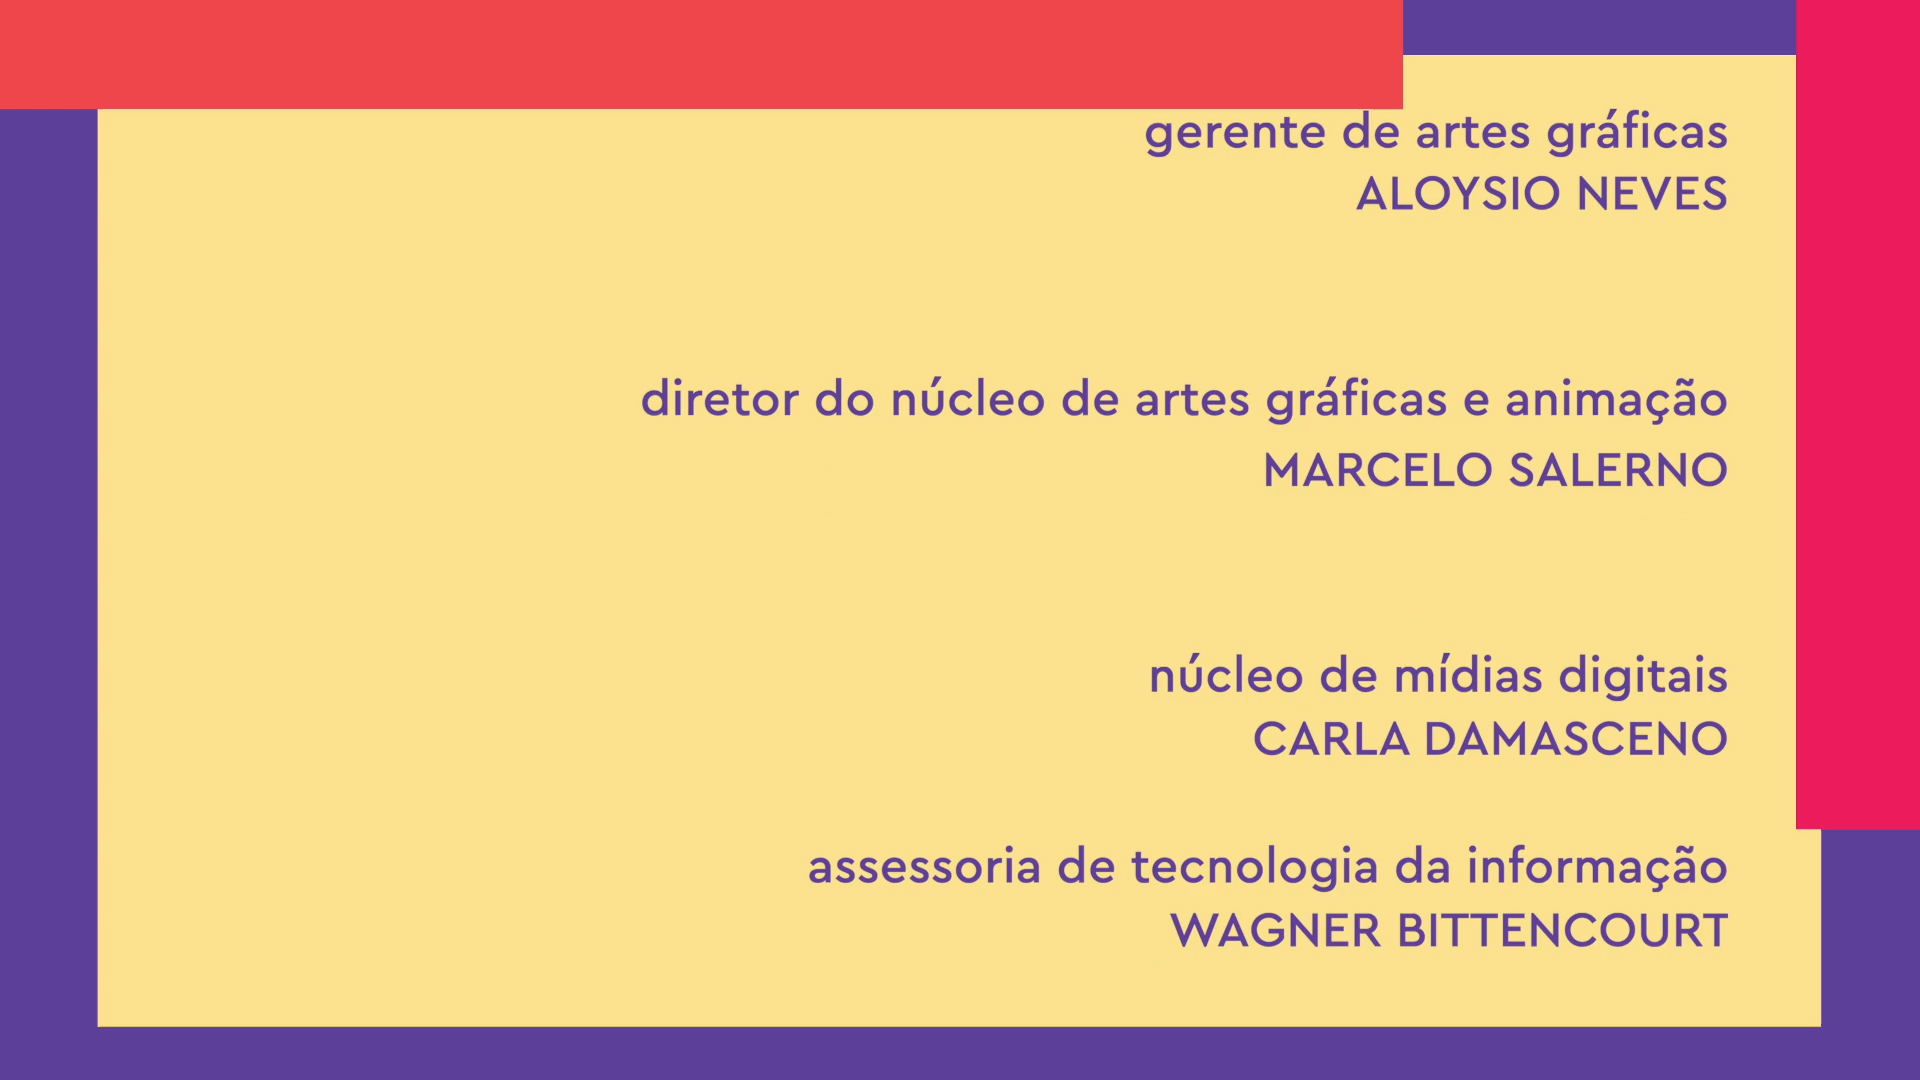 gerente de artes gráficas
ALOYSIO NEVES
diretor do núcleo de artes gráficas e animação
MARCELO SALERNO
núcleo de mídias digitais
CARLA DAMASCENO
assessoria de tecnologia da informação
WAGNER BITTENCOURT